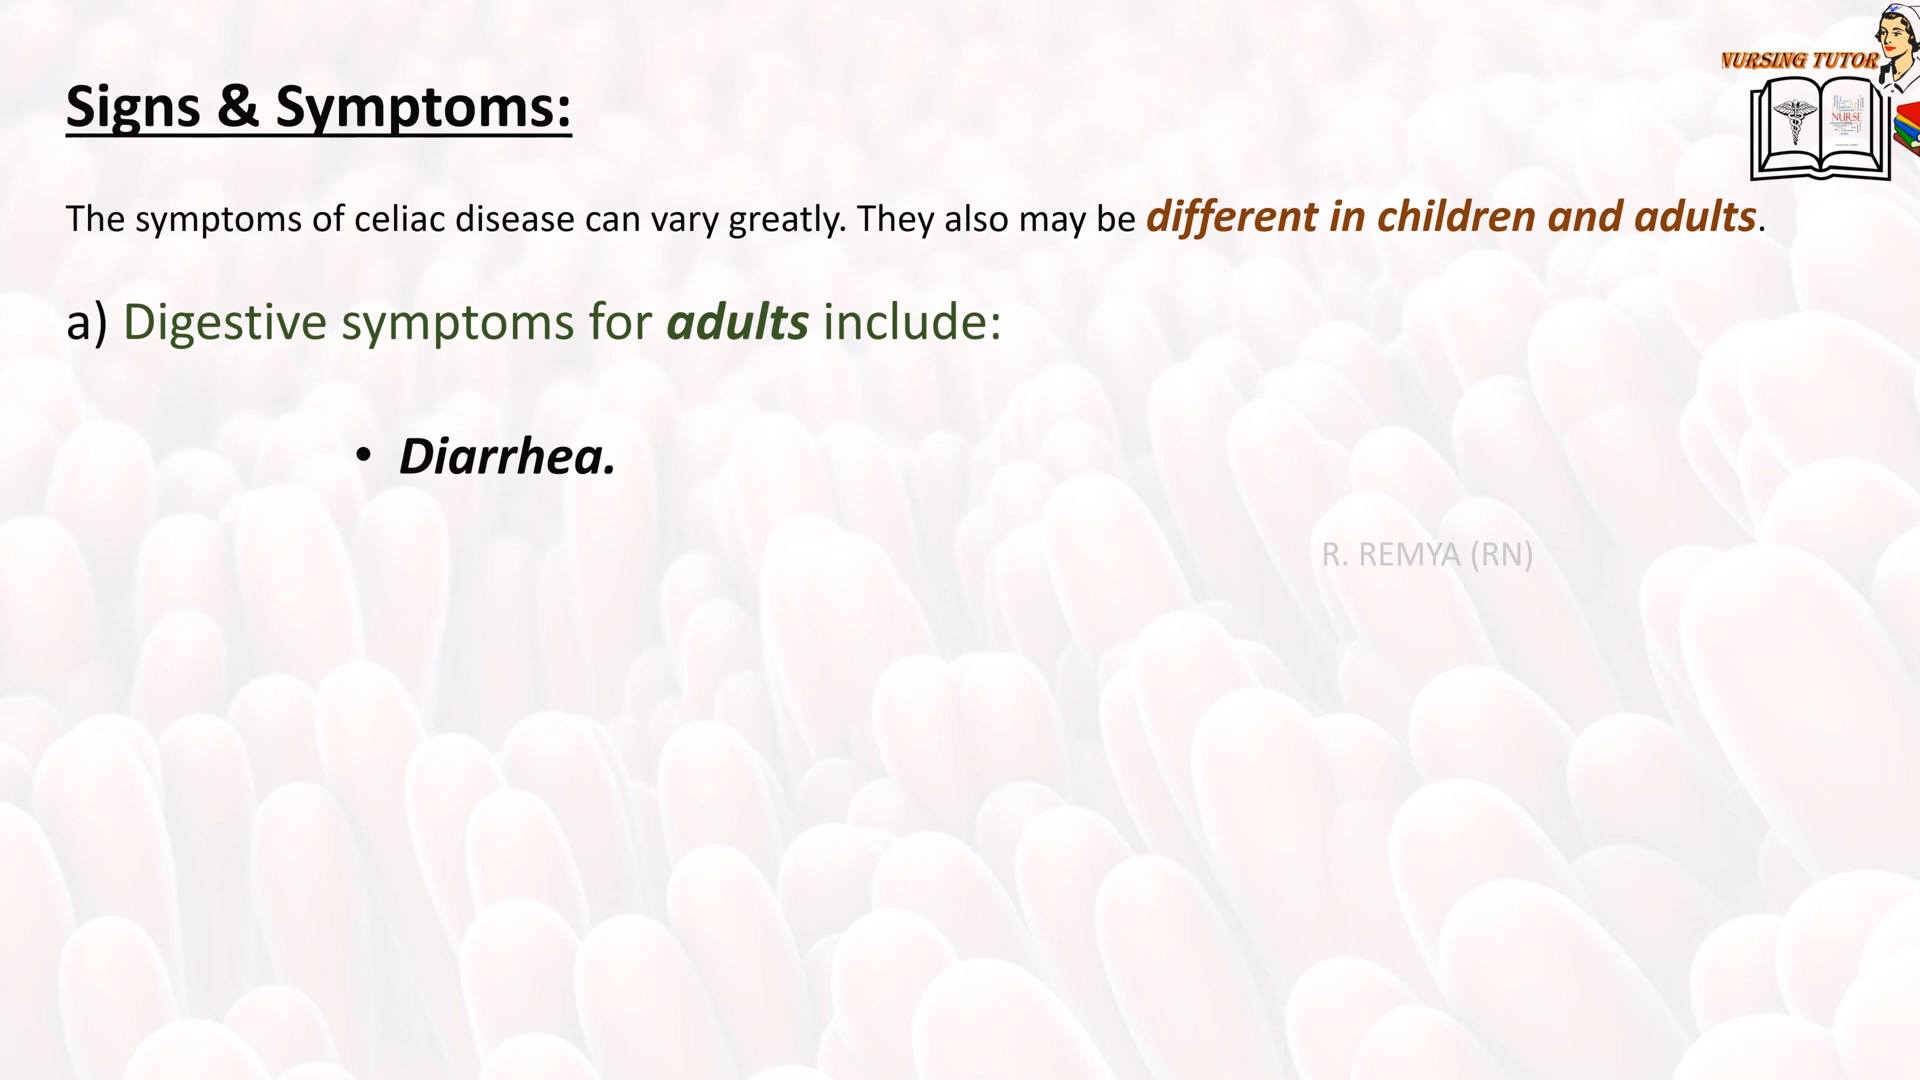 NURSING TUTOR
NURSE
Signs & Symptoms:
The symptoms of celiac disease can vary greatly. They also may be different in children and adults.
a) Digestive symptoms for adults include:
• Diarrhea.
R. REMYA (RN)